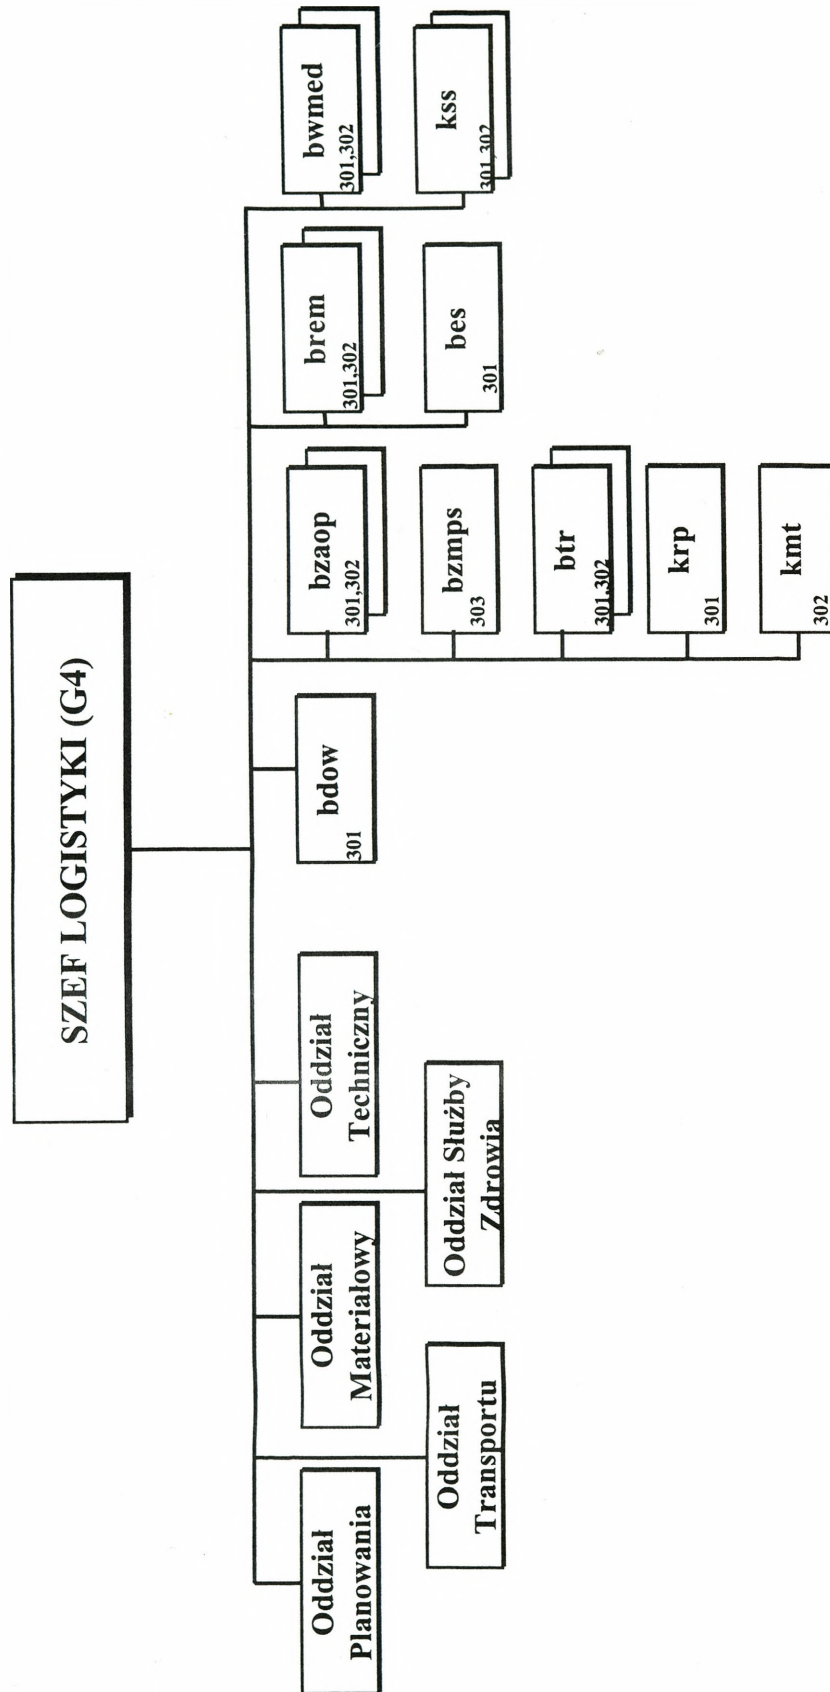 SZEF LOGISTYKI (G4)
Oddział
Planowania
Oddział
Materiałowy
Oddział
Techniczny
Oddział
Transportu
Oddział Służby
Zdrowia
bdow
301
bzaop
301,302
bzmps
303
btr
301,302
krp
301
kmt
302
brem
301,302
bes
301
bwmed
301,302
kss
301,302